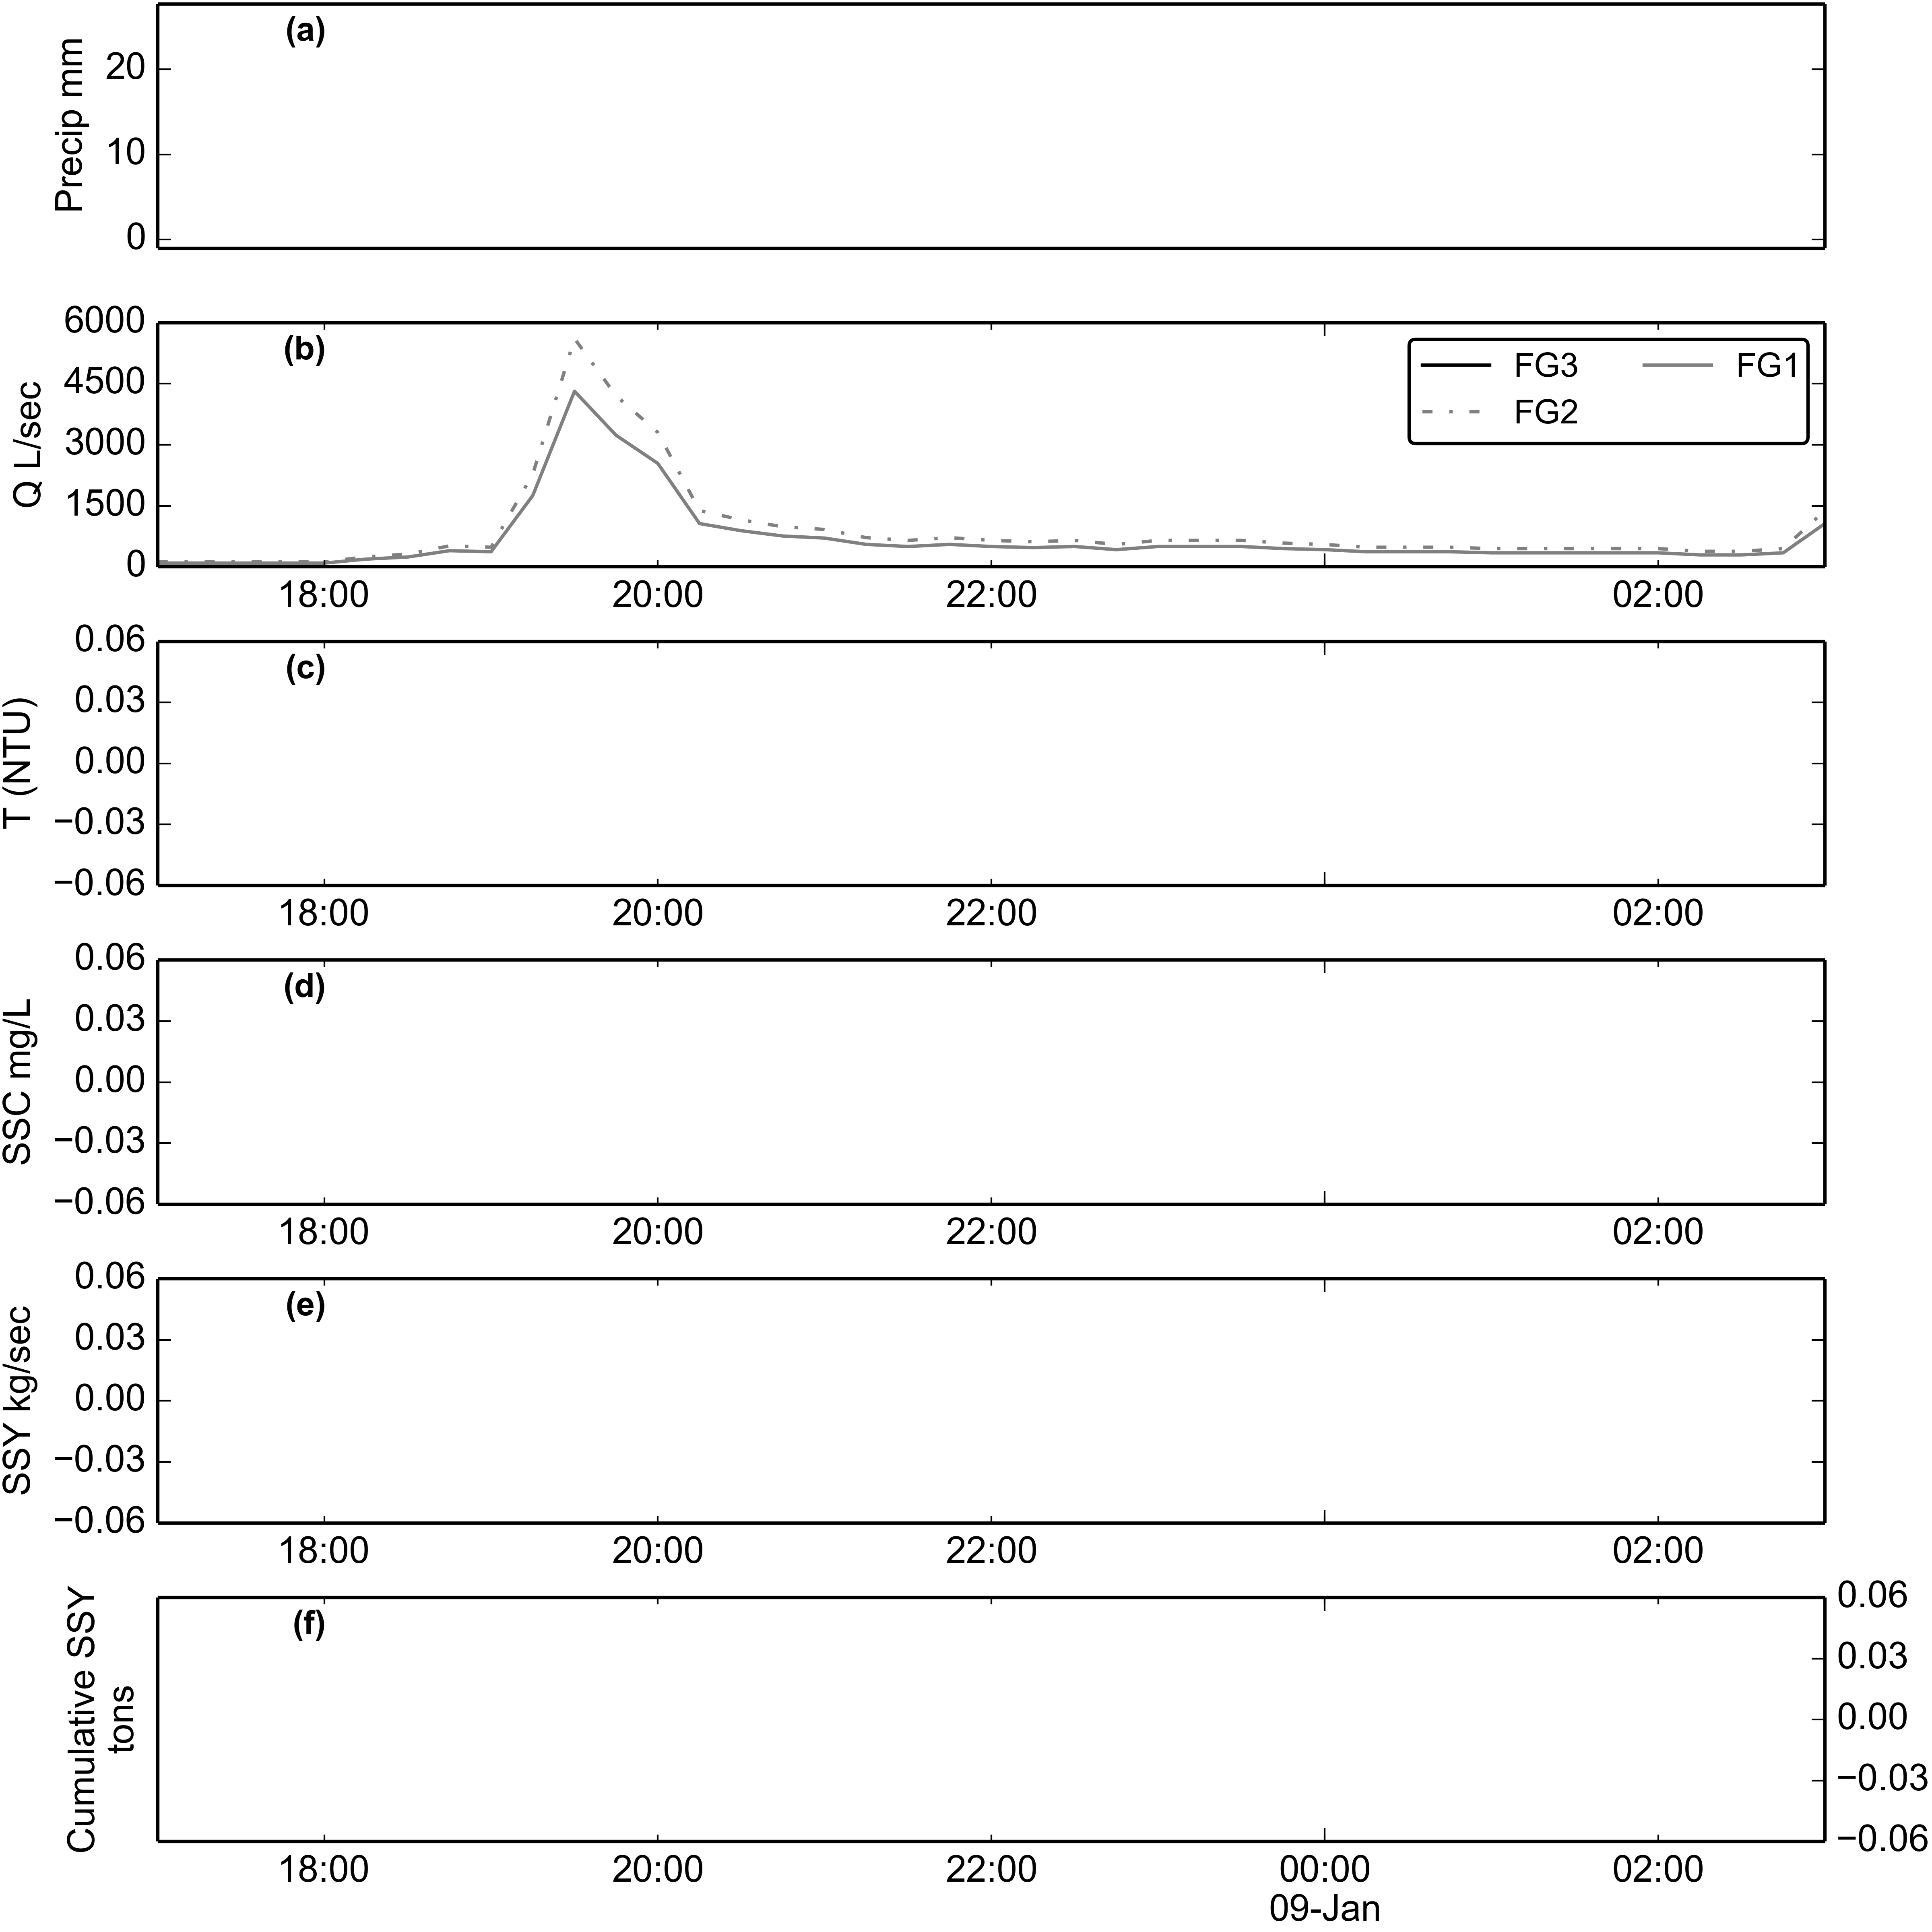 (a)
Precip mm
20
10
0
(b)
Q L/sec
6000
4500
3000
1500
0
FG3 FG1
FG2
18:00 20:00 22:00 02:00
(c)
T (NTU)
0.06
0.03
0.00
−0.03
−0.06
18:00 20:00 22:00 02:00
(d)
SSC mg/L
0.06
0.03
0.00
−0.03
−0.06
18:00 20:00 22:00 02:00
(e)
SSY kg/sec
0.06
0.03
0.00
−0.03
−0.06
18:00 20:00 22:00 02:00
(f)
Cumulative SSY
tons
0.06
0.03
0.00
−0.03
−0.06
18:00 20:00 22:00 00:00 02:00
09-Jan